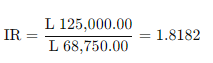 IR = L 125,000.00 / L 68,750.00 = 1.8182